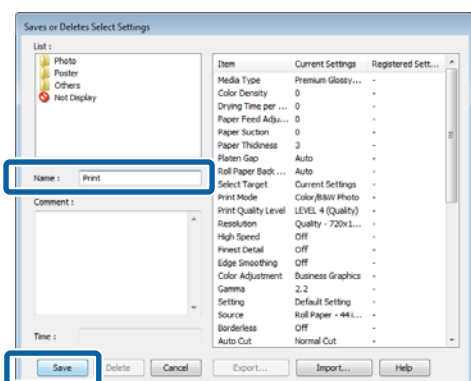 Saves or Deletes Select Settings
List :
Photo
Poster
Others
Not Display
Name : Print
Comment :
Time :
Item Current Settings Registered Sett...
Media Type Premium Glossy... -
Color Density 0 -
Drying Time per ... 0 -
Paper Feed Adju... 0 -
Paper Suction 0 -
Paper Thickness 3 -
Platen Gap Auto -
Roll Paper Back ... Auto -
Select Target Current Settings -
Print Mode Color/B&W Photo -
Print Quality Level LEVEL 4 (Quality) -
Resolution Quality - 720x1... -
High Speed Off -
Finest Detail Off -
Edge Smoothing Off -
Color Adjustment Business Graphics -
Gamma 2.2 -
Setting Default Setting -
Source Roll Paper - 44 i... -
Borderless Off -
Auto Cut Normal Cut -
Save Delete Cancel Export... Import... Help